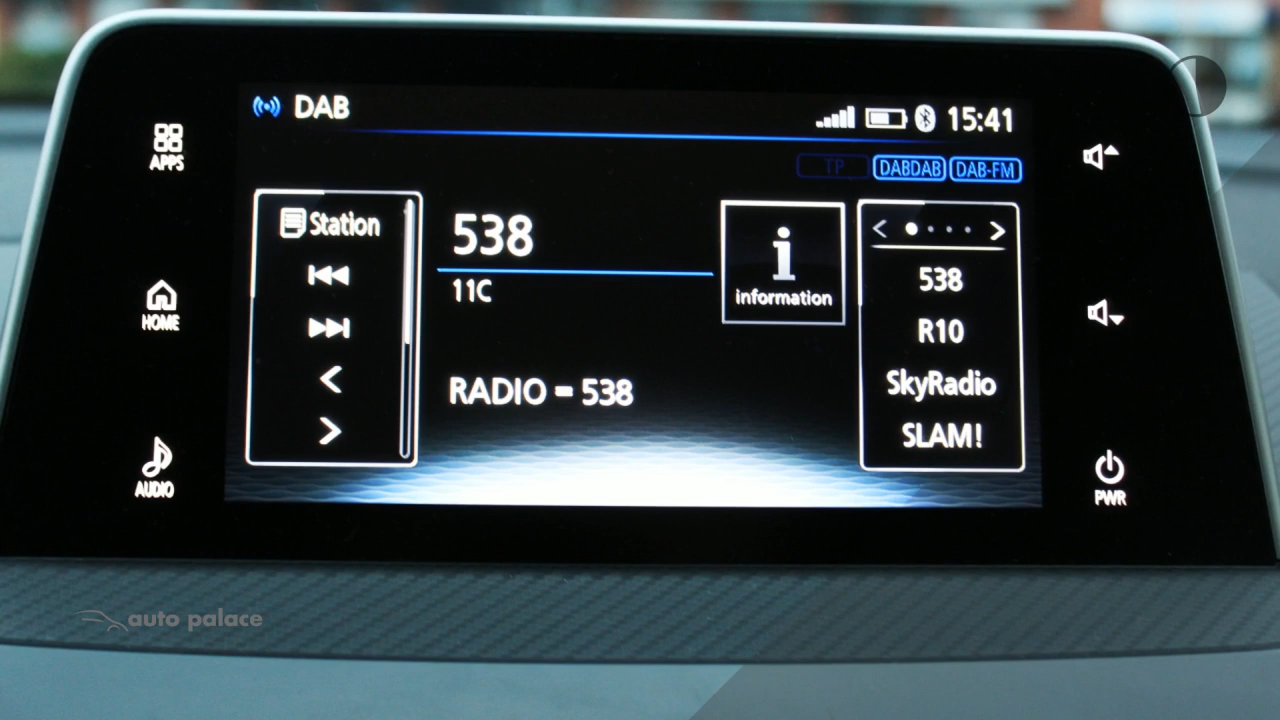 DAB
15:41
TP
DABDAB
DAB-FM
APPS
HOME
AUDIO
Station
538
11C
RADIO = 538
information
538
R10
SkyRadio
SLAM!
PWR
auto palace